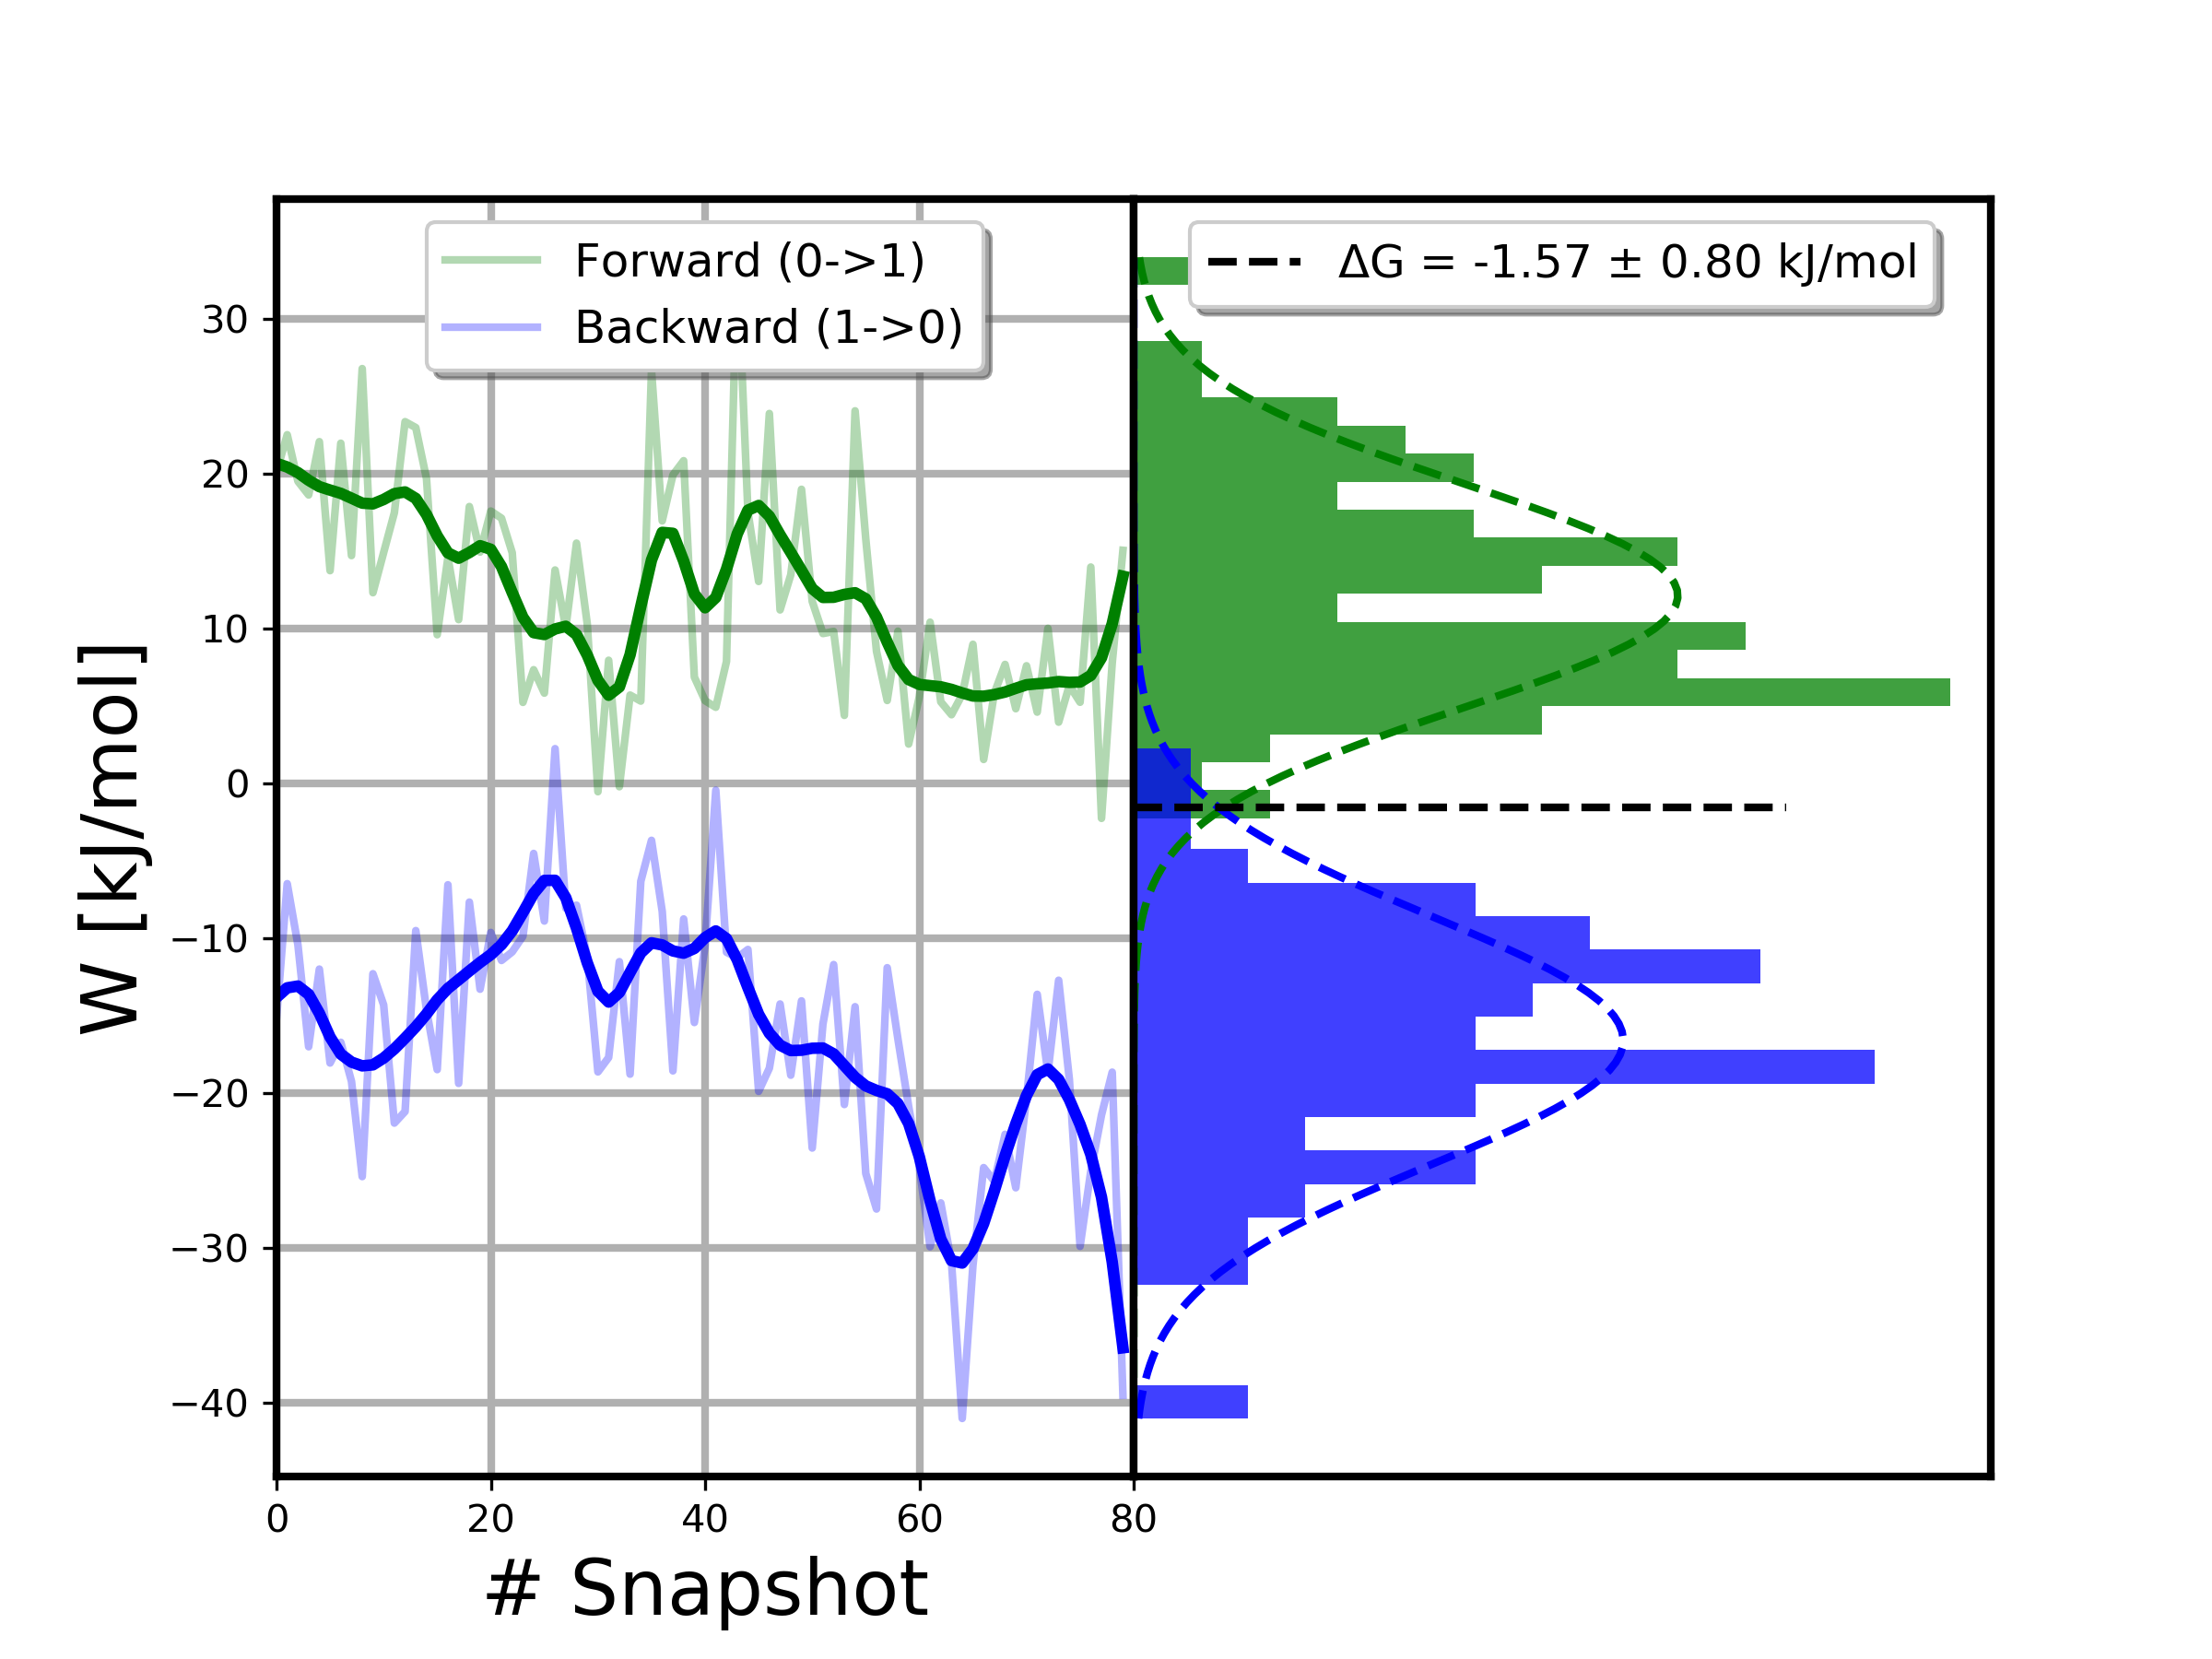 Forward (0->1)
Backward (1->0)
ΔG = -1.57 ± 0.80 kJ/mol
W [kJ/mol]
30
20
10
0
−10
−20
−30
−40
0 20 40 60 80
# Snapshot